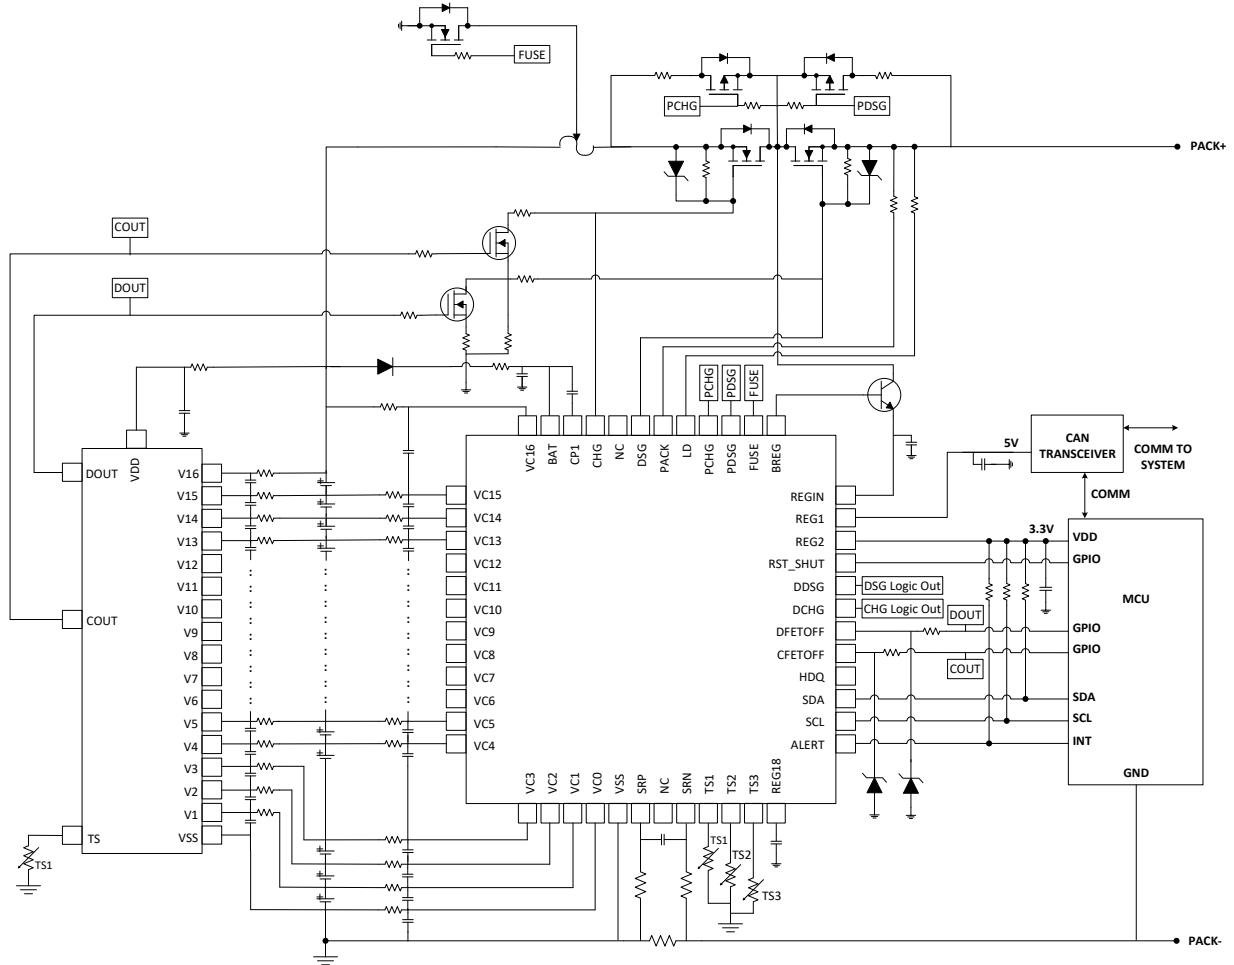 FUSE
PCHG
PDSG
PACK+
COUT
DOUT
PCHG
PDSG
FUSE
VC16
BAT
CP1
CHG
NC
DSG
PACK
LD
PCHG
PDSG
FUSE
BREG
5V
CAN
TRANSCEIVER
COMM TO
SYSTEM
COMM
DOUT
VDD
V16
V15
V14
V13
V12
V11
V10
V9
V8
V7
V6
V5
V4
V3
V2
V1
VSS
COUT
TS
TS1
VC15
VC14
VC13
VC12
VC11
VC10
VC9
VC8
VC7
VC6
VC5
VC4
REGIN
REG1
REG2
RST_SHUT
DDSG
DCHG
DFETOFF
CFETOFF
HDQ
SDA
SCL
ALERT
DSG Logic Out
CHG Logic Out
DOUT
COUT
3.3V
VDD
GPIO
MCU
GPIO
GPIO
SDA
SCL
INT
GND
VC3
VC2
VC1
VC0
VSS
SRP
NC
SRN
TS1
TS2
TS3
REG18
TS1
TS2
TS3
PACK-